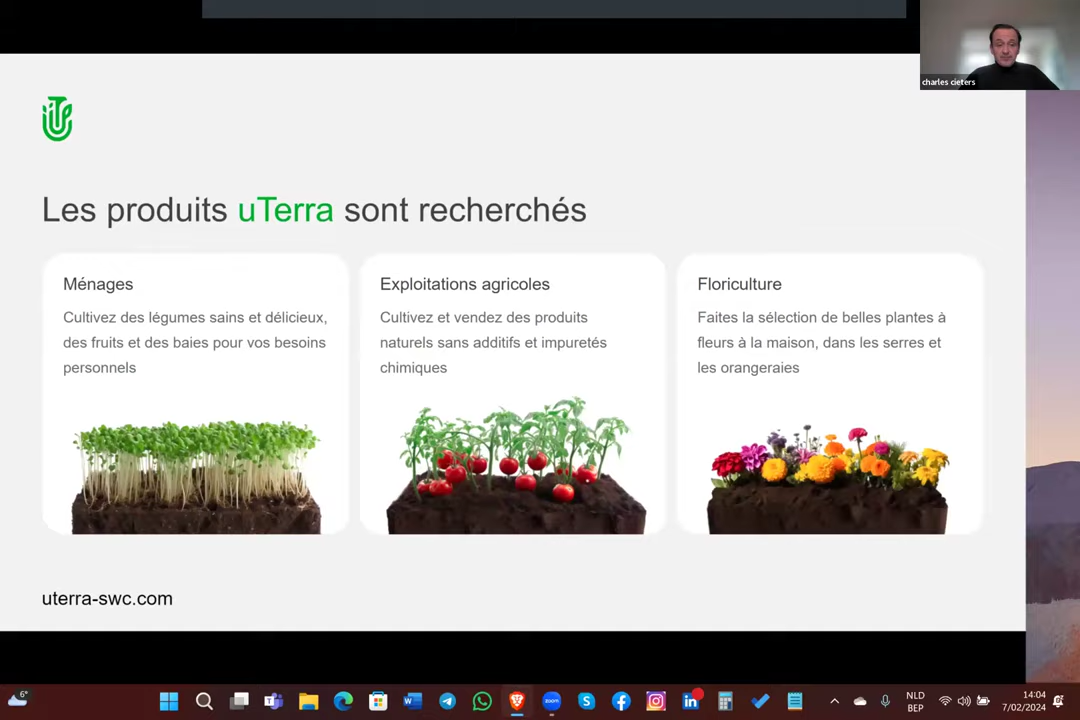 charles cieters
Les produits uTerra sont recherchés
Ménages
Cultivez des légumes sains et délicieux,
des fruits et des baies pour vos besoins
personnels
Exploitations agricoles
Cultivez et vendez des produits
naturels sans additifs et impuretés
chimiques
Floriculture
Faites la sélection de belles plantes à
fleurs à la maison, dans les serres et
les orangeraies
uterra-swc.com
6°
zoom
NLD
BEP
14:04
7/02/2024